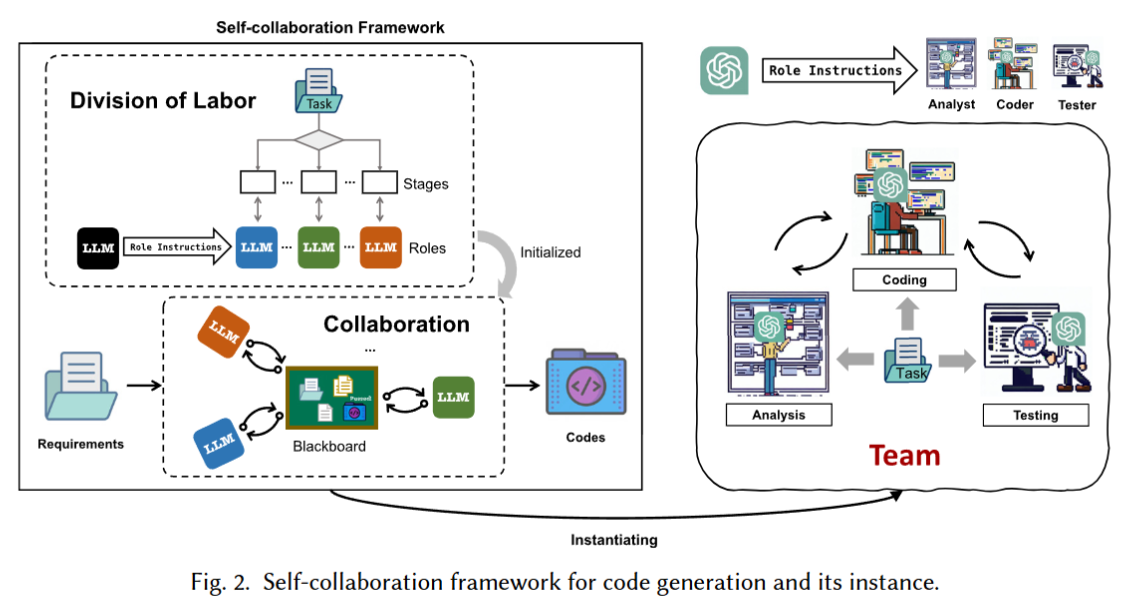 Self-collaboration Framework
Division of Labor
Task
Stages
LLM
Role Instructions
LLM
LLM
LLM
Roles
Initialized
Collaboration
...
LLM
LLM
LLM
Passed
Blackboard
Requirements
</>
Codes
Role Instructions
Analyst
Coder
Tester
Coding
Task
Analysis
Testing
Team
Instantiating
Fig. 2. Self-collaboration framework for code generation and its instance.